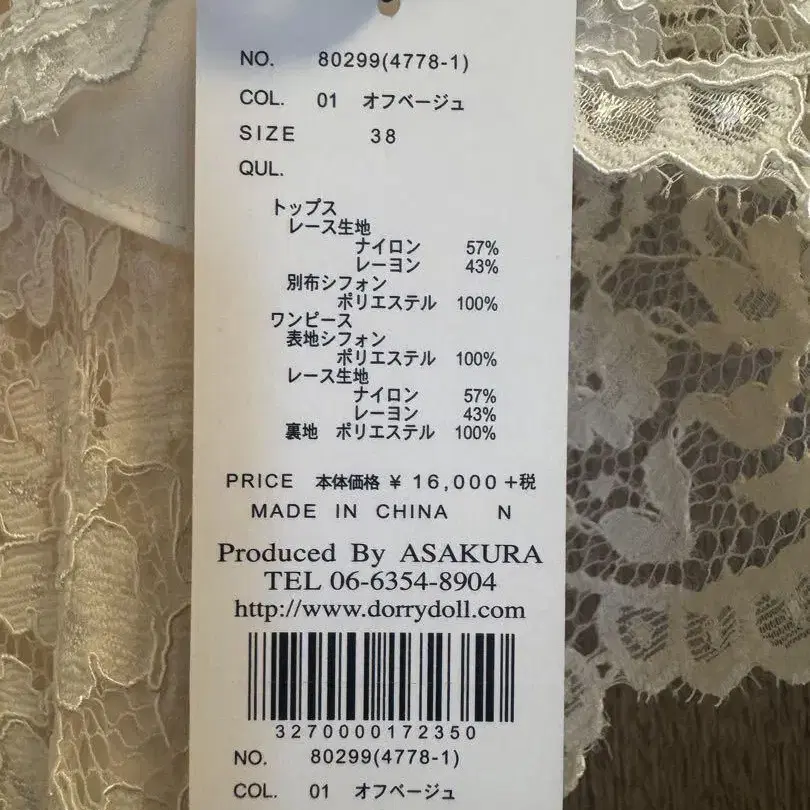 NO. 80299(4778-1)
COL. 01 オフベージュ
SIZE 38
QUL.
トップス
レース生地
ナイロン 57%
レーヨン 43%
別布シフォン
ポリエステル 100%
ワンピース
表地シフォン
ポリエステル 100%
レース生地
ナイロン 57%
レーヨン 43%
裏地 ポリエステル 100%
PRICE 本体価格 ¥ 16,000+税
MADE IN CHINA N
Produced By ASAKURA
TEL 06-6354-8904
http://www.dorrydoll.com
3270000172350
NO. 80299(4778-1)
COL. 01 オフベージュ